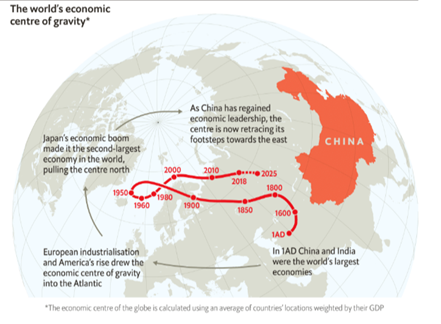 The world's economic
centre of gravity*
As China has regained
economic leadership, the
centre is now retracing its
footsteps towards the east
CHINA
Japan's economic boom
made it the second-largest
economy in the world,
pulling the centre north
2000
2010
2018
2025
1950
1960
1980
1900
1850
1800
1600
1AD
European industrialisation
and America's rise drew the
economic centre of gravity
into the Atlantic
In 1AD China and India
were the world's largest
economies
*The economic centre of the globe is calculated using an average of countries' locations weighted by their GDP